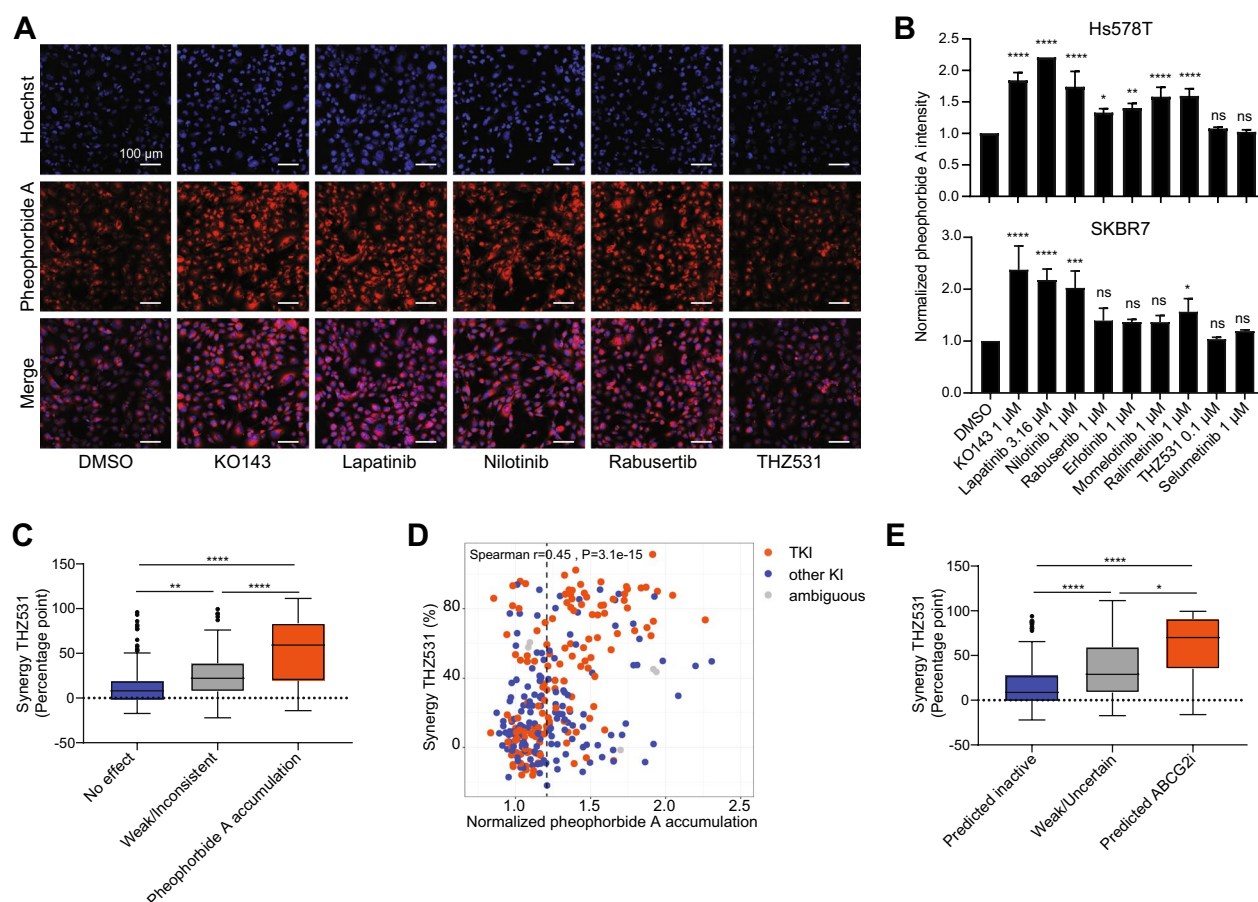 A
Hoechst
100 µm
Pheophorbide A
Merge
DMSO
KO143
Lapatinib
Nilotinib
Rabusertib
THZ531
B
Normalized pheophorbide A intensity
Hs578T
2.5
2.0
1.5
1.0
0.5
0.0
****
****
****
*
**
****
****
ns
ns
SKBR7
3.0
2.0
1.0
0.0
****
****
***
ns
ns
ns
*
ns
ns
DMSO
KO143 1 µM
Lapatinib 3.16 µM
Nilotinib 1 µM
Rabusertib 1 µM
Erlotinib 1 µM
Momelotinib 1 µM
Ralimetinib 1 µM
THZ531 0.1 µM
Selumetinib 1 µM
C
Synergy THZ531
(Percentage point)
150
100
50
0
-50
****
**
****
No effect
Weak/Inconsistent
Pheophorbide A accumulation
D
Spearman r=0.45 , P=3.1e-15
Synergy THZ531 (%)
80
40
0
1.0
1.5
2.0
2.5
Normalized pheophorbide A accumulation
TKI
other KI
ambiguous
E
Synergy THZ531
(Percentage point)
150
100
50
0
-50
****
****
*
Predicted inactive
Weak/Uncertain
Predicted ABCG2i